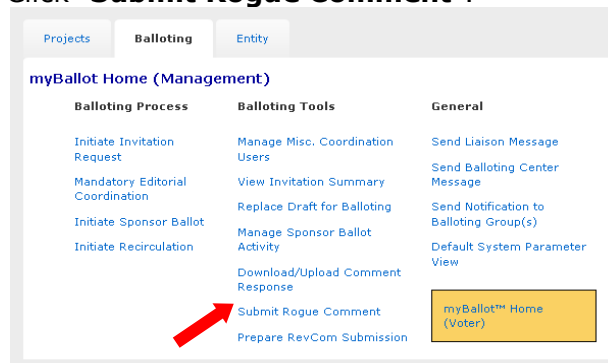 Click "Submit Rogue Comment".
Projects Balloting Entity
myBallot Home (Management)
Balloting Process
Initiate Invitation
Request
Mandatory Editorial
Coordination
Initiate Sponsor Ballot
Initiate Recirculation
Balloting Tools
Manage Misc. Coordination
Users
View Invitation Summary
Replace Draft for Balloting
Manage Sponsor Ballot
Activity
Download/Upload Comment
Response
Submit Rogue Comment
Prepare RevCom Submission
General
Send Liaison Message
Send Balloting Center
Message
Send Notification to
Balloting Group(s)
Default System Parameter
View
myBallot™ Home
(Voter)